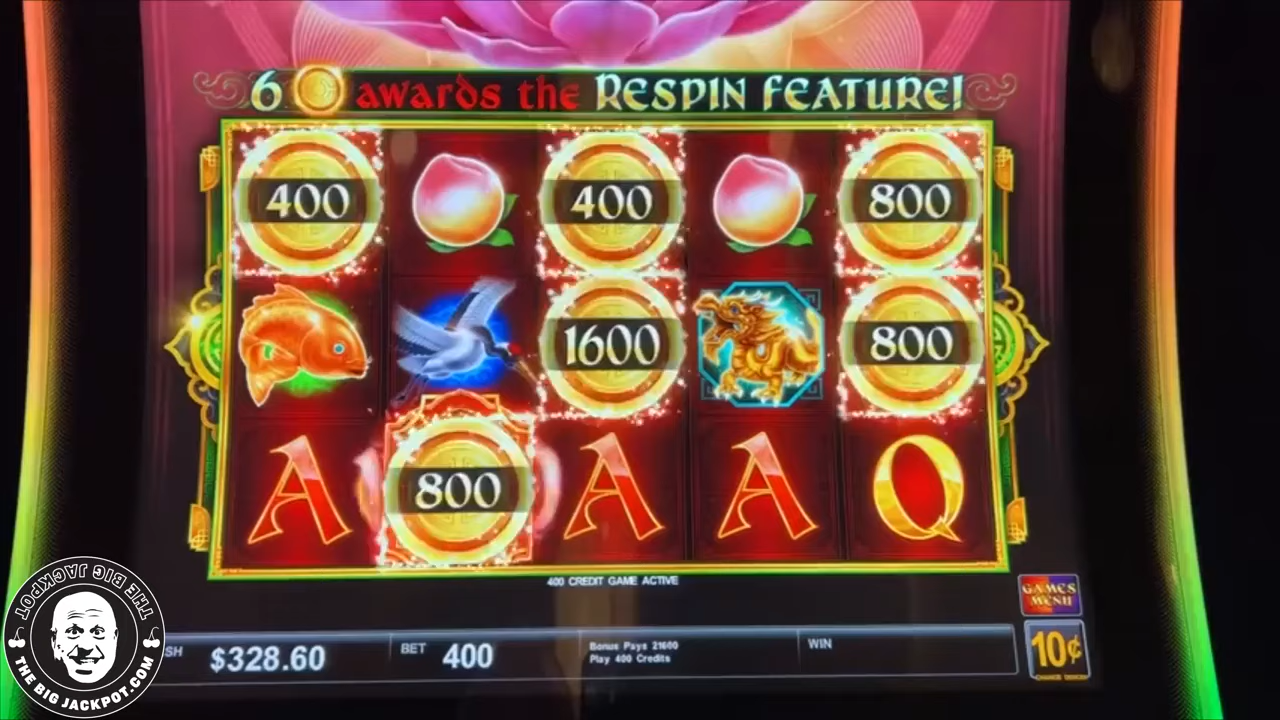 6 awards the RESPIN FEATURE!
400 400 800
1600 800
A 800 A A Q
400 CREDIT GAME ACTIVE
GAMES MENU
SH $328.60 BET 400 Bonus Pays 21600 WIN 10¢
Play 400 Credits
THE BIG JACKPOT
THE BIG JACKPOT.COM